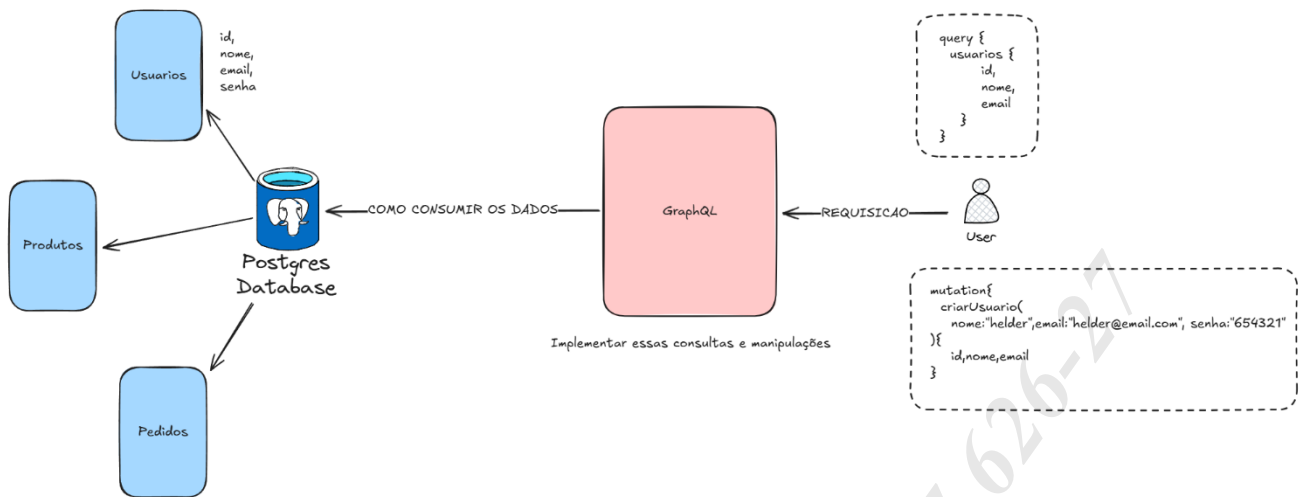 Usuarios
id,
nome,
email,
senha
Produtos
Postgres
Database
Pedidos
COMO CONSUMIR OS DADOS
GraphQL
Implementar essas consultas e manipulações
REQUISICAO
User
query {
usuarios {
id,
nome,
email
}
}
mutation{
criarUsuario(
nome:"helder",email:"helder@email.com", senha:"654321"
){
id,nome,email
}
626-27